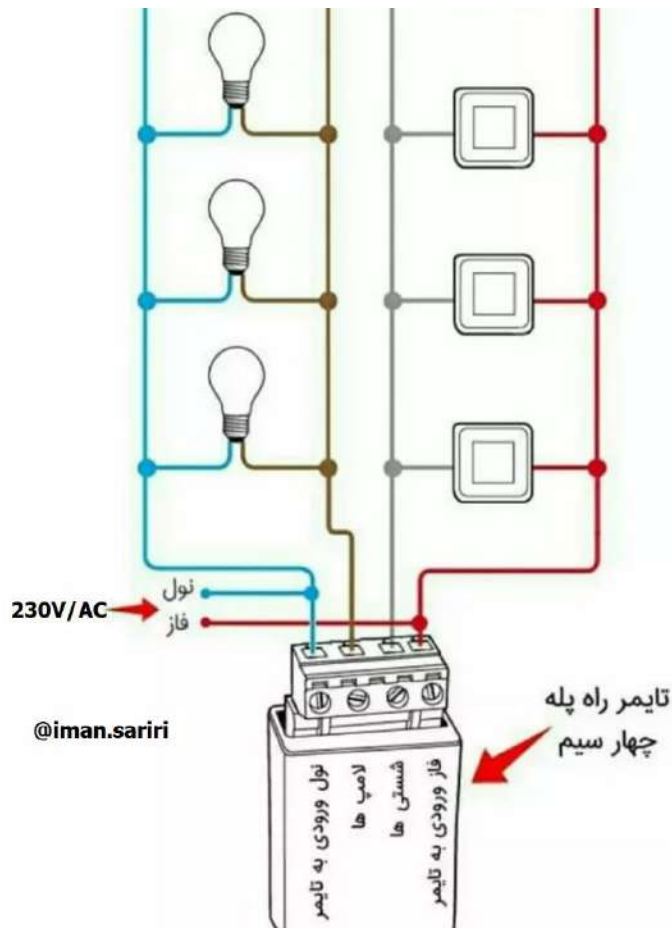 نول
230V/AC
فاز
@iman.sariri
تایمر راه پله
چهار سیم
نول ورودی به تایمر
لامپ ها
شستی ها
فاز ورودی به تایمر